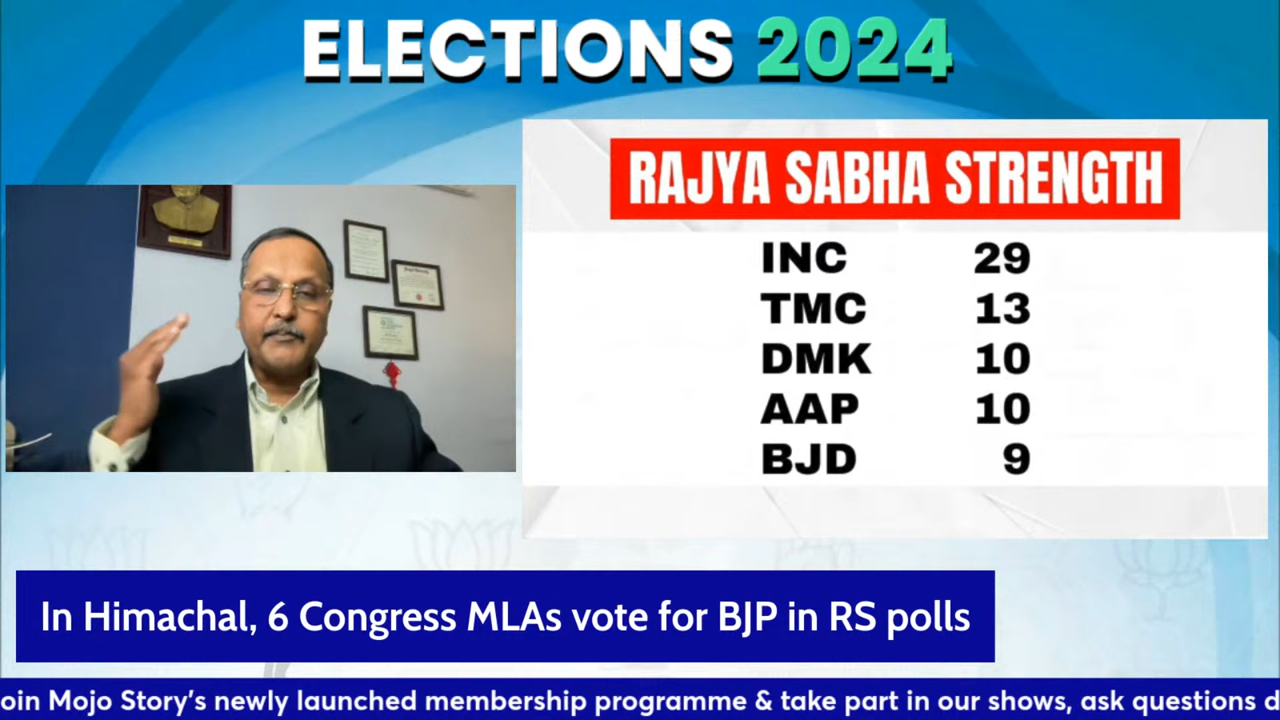 ELECTIONS 2024
RAJYA SABHA STRENGTH
INC 29
TMC 13
DMK 10
AAP 10
BJD 9
In Himachal, 6 Congress MLAs vote for BJP in RS polls
oin Mojo Story's newly launched membership programme & take part in our shows, ask questions d